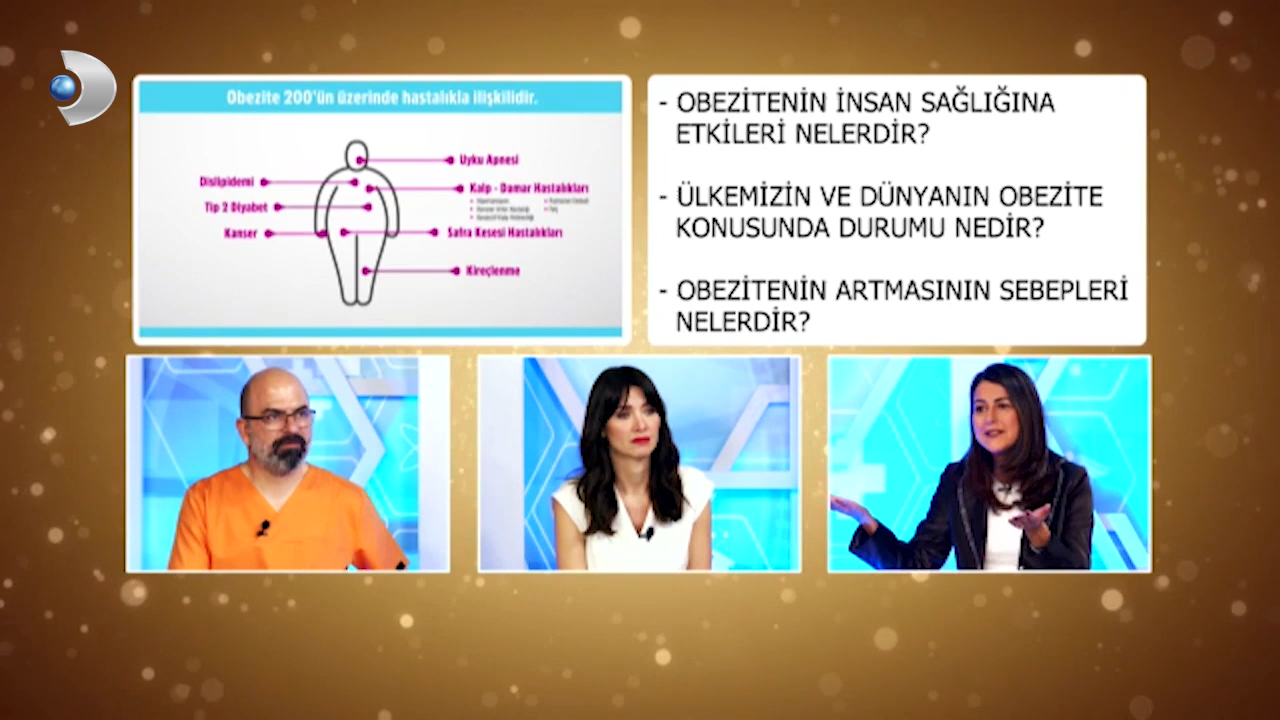 Obezite 200'ün üzerinde hastalıkla ilişkilidir.
Uyku Apnesi
Dislipidemi
Kalp - Damar Hastalıkları
Tip 2 Diyabet
Kanser
Safra Kesesi Hastalıkları
Kireçlenme
- OBEZİTENİN İNSAN SAĞLIĞINA
ETKİLERİ NELERDİR?
- ÜLKEMİZİN VE DÜNYANIN OBEZİTE
KONUSUNDA DURUMU NEDİR?
- OBEZİTENİN ARTMASININ SEBEPLERİ
NELERDİR?